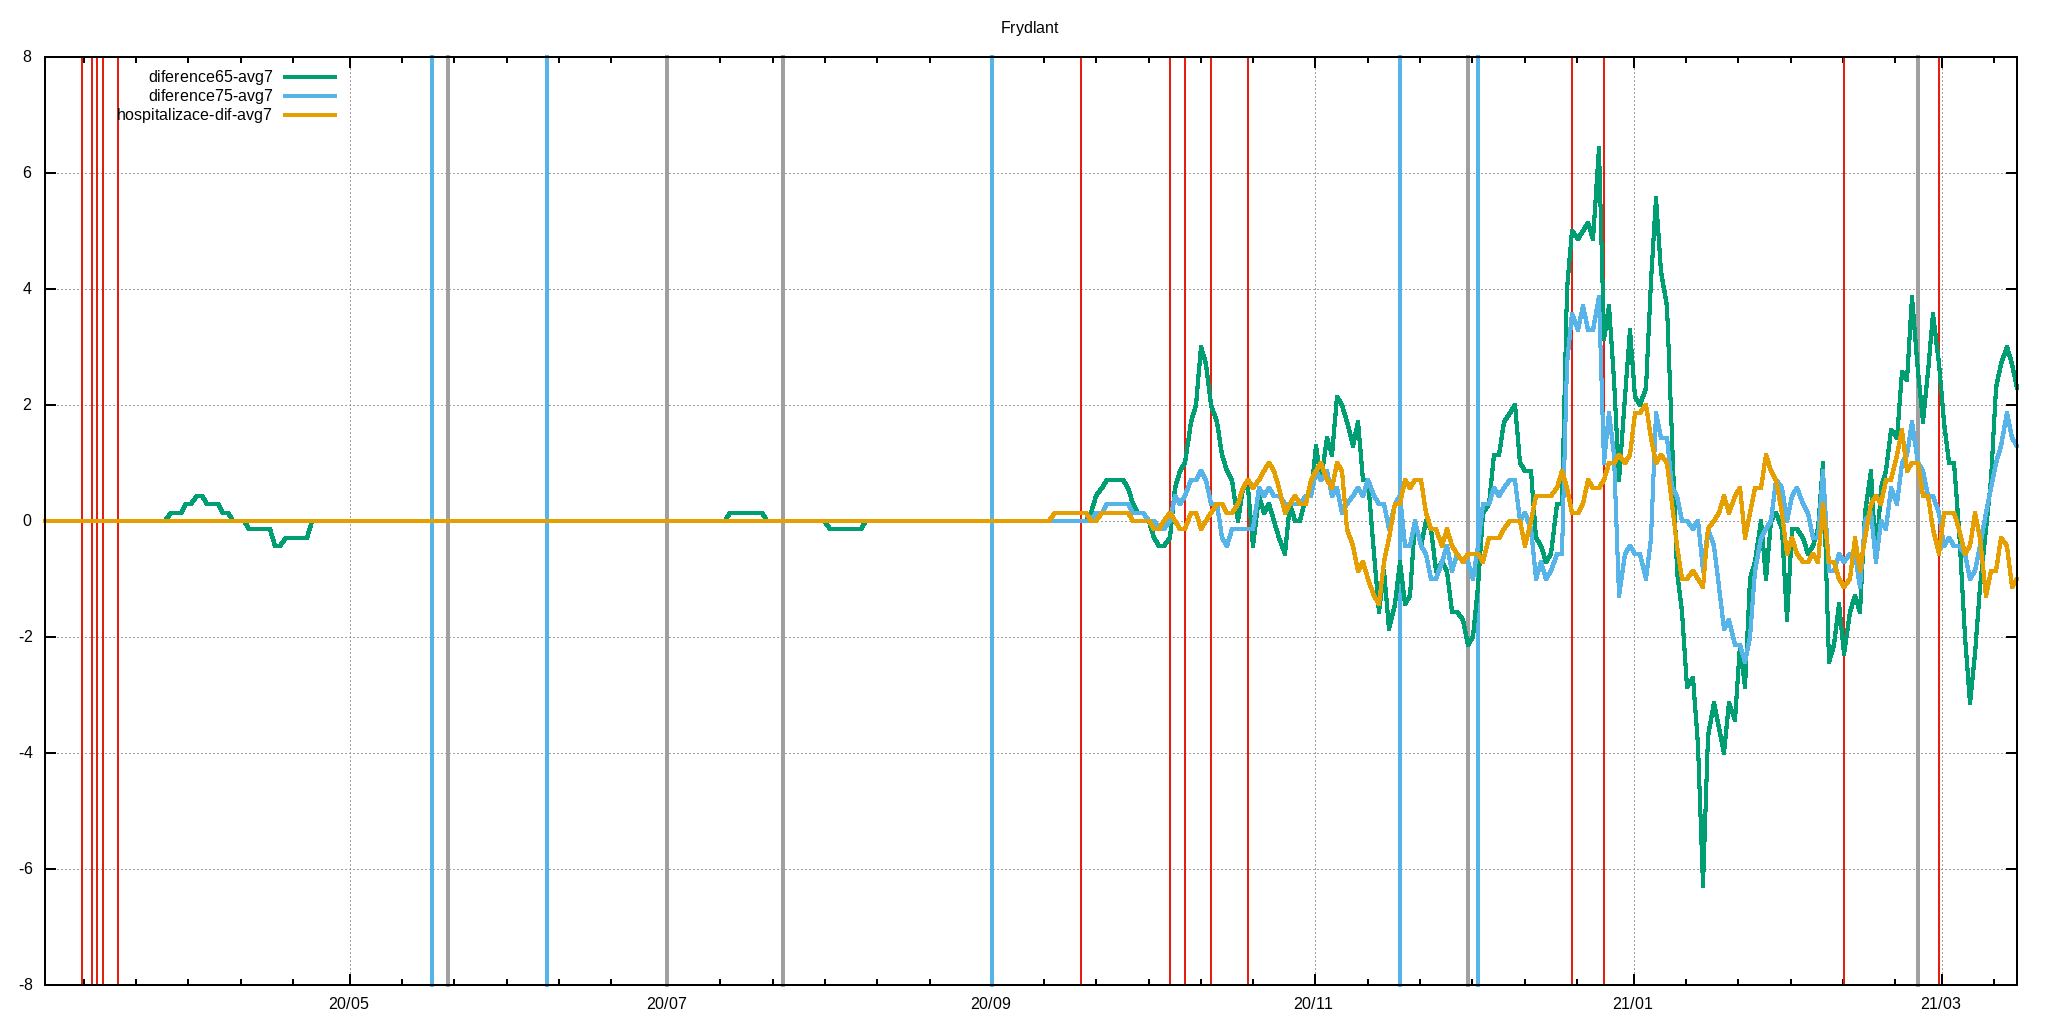 Frydlant
8
diference65-avg7
diference75-avg7
hospitalizace-dif-avg7
6
4
2
0
-2
-4
-6
-8
20/05 20/07 20/09 20/11 21/01 21/03